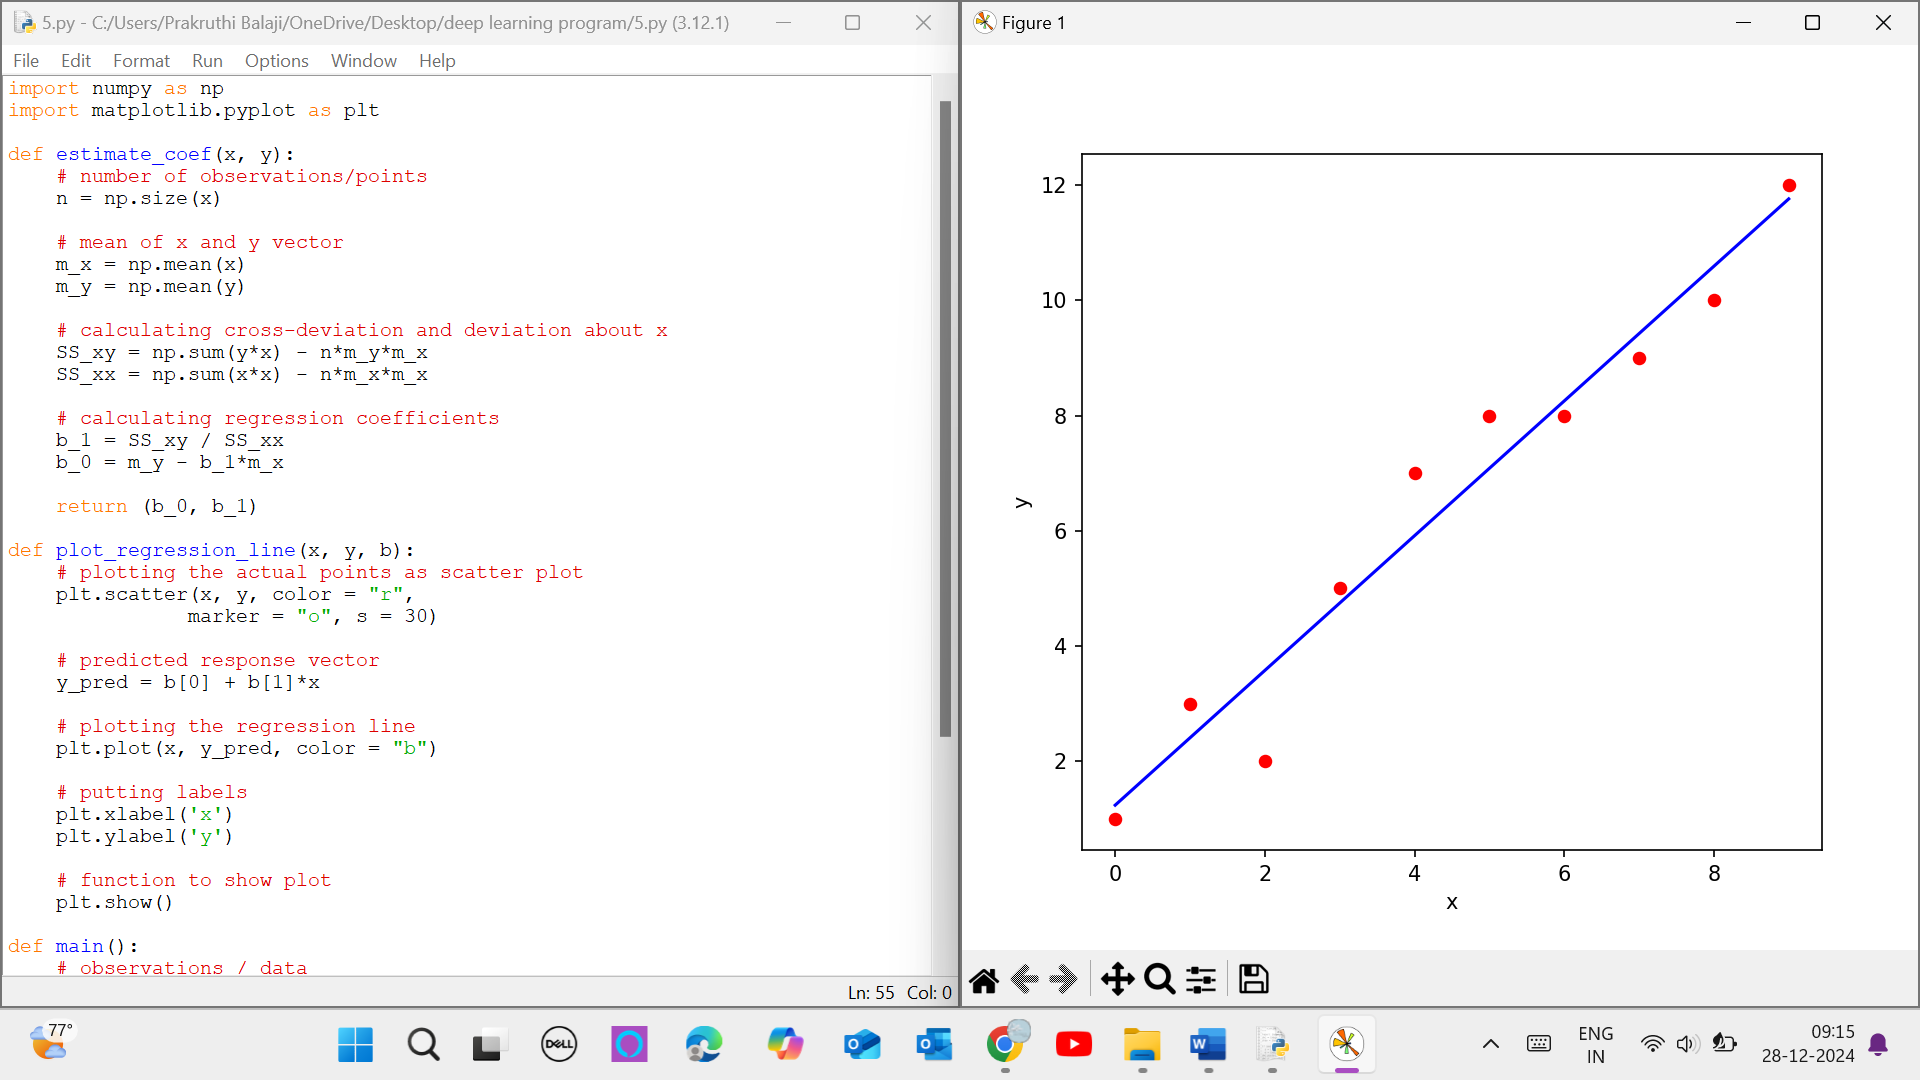 5.py - C:/Users/Prakruthi Balaji/OneDrive/Desktop/deep learning program/5.py (3.12.1)
File Edit Format Run Options Window Help
import numpy as np
import matplotlib.pyplot as plt
def estimate_coef(x, y):
    # number of observations/points
    n = np.size(x)
    # mean of x and y vector
    m_x = np.mean(x)
    m_y = np.mean(y)
    # calculating cross-deviation and deviation about x
    SS_xy = np.sum(y*x) - n*m_y*m_x
    SS_xx = np.sum(x*x) - n*m_x*m_x
    # calculating regression coefficients
    b_1 = SS_xy / SS_xx
    b_0 = m_y - b_1*m_x
    return (b_0, b_1)
def plot_regression_line(x, y, b):
    # plotting the actual points as scatter plot
    plt.scatter(x, y, color = "r",
               marker = "o", s = 30)
    # predicted response vector
    y_pred = b[0] + b[1]*x
    # plotting the regression line
    plt.plot(x, y_pred, color = "b")
    # putting labels
    plt.xlabel('x')
    plt.ylabel('y')
    # function to show plot
    plt.show()
def main():
    # observations / data
Ln: 55 Col: 0
Figure 1
12
10
8
6
4
2
y
0 2 4 6 8
x
77°
DELL
ENG
IN
09:15
28-12-2024